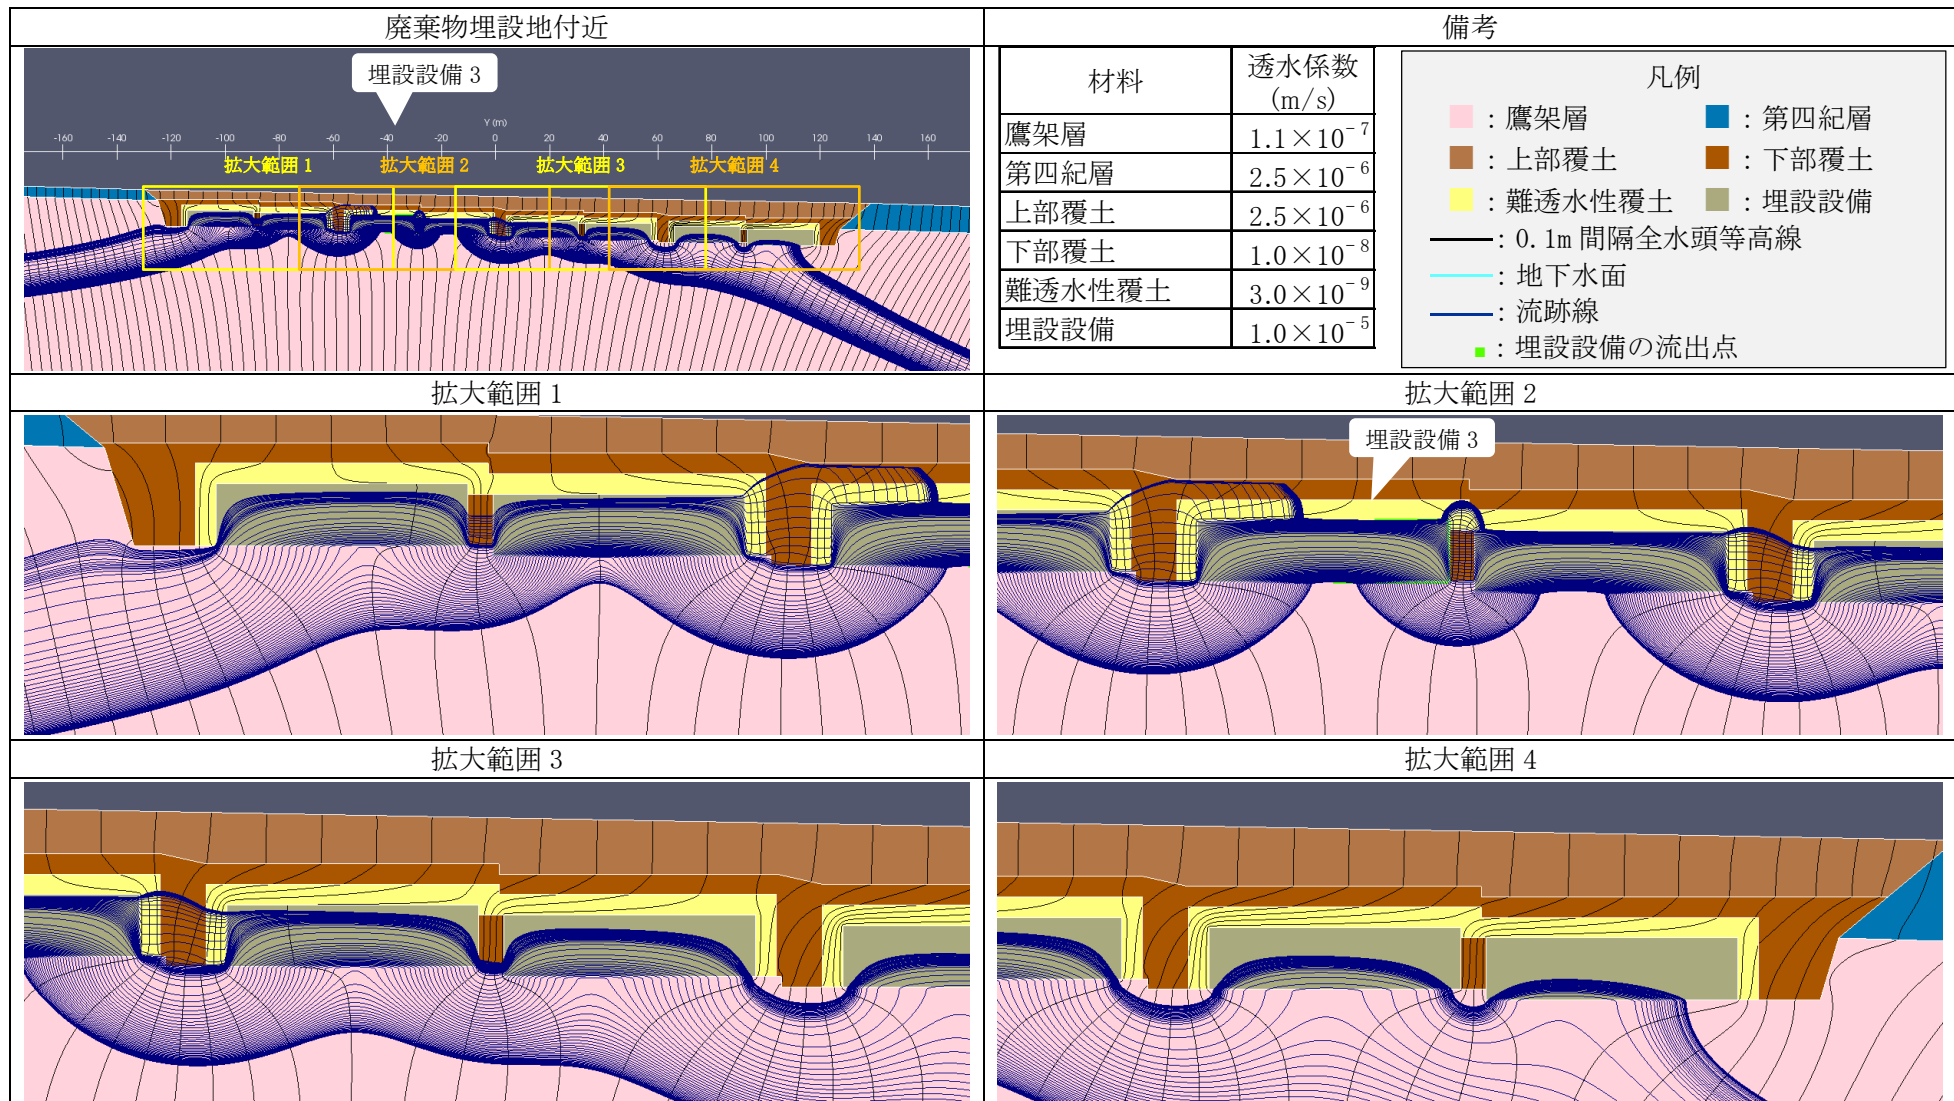 廃棄物埋設地付近
備考
埋設設備 3
Y (m)
-160 -140 -120 -100 -80 -60 -40 -20 0 20 40 60 80 100 120 140 160
拡大範囲 1 拡大範囲 2 拡大範囲 3 拡大範囲 4
材料 透水係数 (m/s)
鷹架層 1.1×10⁻⁷
第四紀層 2.5×10⁻⁶
上部覆土 2.5×10⁻⁶
下部覆土 1.0×10⁻⁸
難透水性覆土 3.0×10⁻⁹
埋設設備 1.0×10⁻⁵
凡例
：鷹架層 ：第四紀層
：上部覆土 ：下部覆土
：難透水性覆土 ：埋設設備
：0.1m 間隔全水頭等高線
：地下水面
：流跡線
：埋設設備の流出点
拡大範囲 1
拡大範囲 2
埋設設備 3
拡大範囲 3
拡大範囲 4